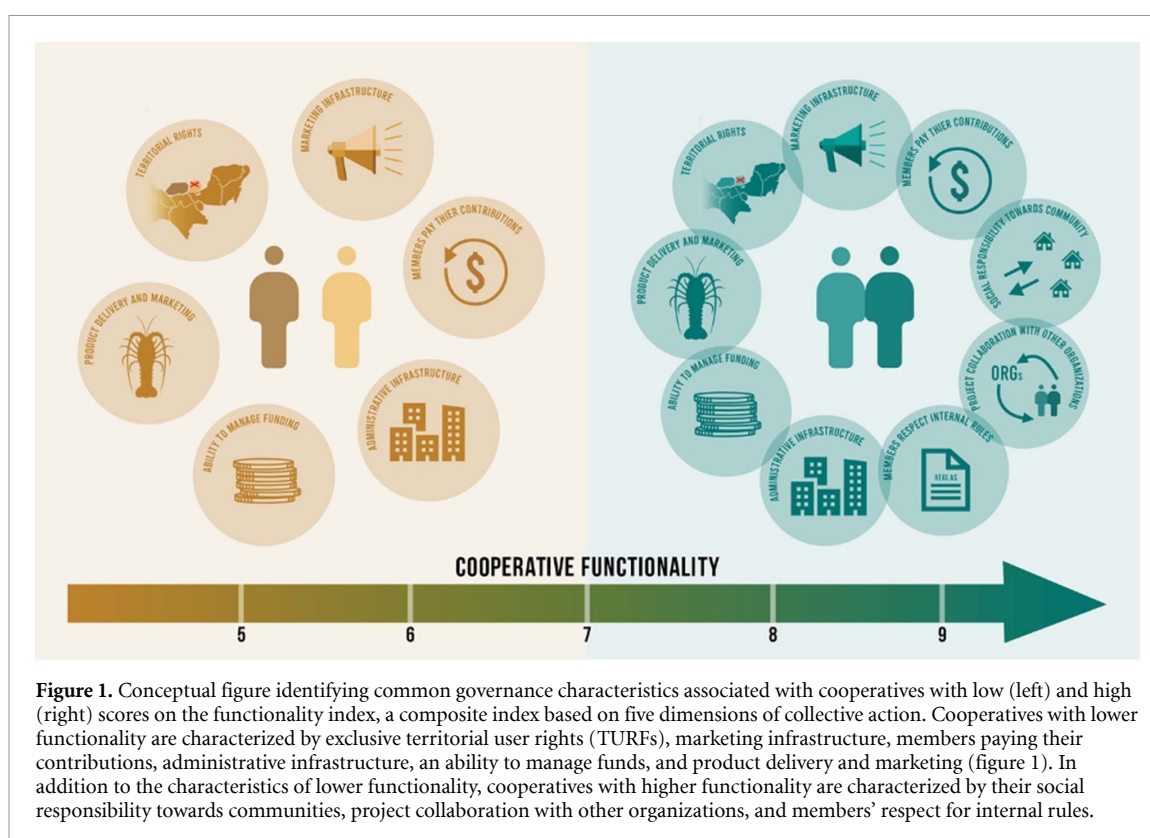 TERRITORIAL RIGHTS
MARKETING INFRASTRUCTURE
MEMBERS PAY THIER CONTRIBUTIONS
PRODUCT DELIVERY AND MARKETING
ADMINISTRATIVE INFRASTRUCTURE
ABILITY TO MANAGE FUNDING
$
TERRITORIAL RIGHTS
MARKETING INFRASTRUCTURE
MEMBERS PAY THIER CONTRIBUTIONS
$
SOCIAL RESPONSIBILITY TOWARDS COMMUNITY
PRODUCT DELIVERY AND MARKETING
PROJECT COLLABORATION WITH OTHER ORGANIZATIONS
ORGs
ABILITY TO MANAGE FUNDING
ADMINISTRATIVE INFRASTRUCTURE
MEMBERS RESPECT INTERNAL RULES
REGLAS
COOPERATIVE FUNCTIONALITY
5 6 7 8 9
Figure 1. Conceptual figure identifying common governance characteristics associated with cooperatives with low (left) and high
(right) scores on the functionality index, a composite index based on five dimensions of collective action. Cooperatives with lower
functionality are characterized by exclusive territorial user rights (TURFs), marketing infrastructure, members paying their
contributions, administrative infrastructure, an ability to manage funds, and product delivery and marketing (figure 1). In
addition to the characteristics of lower functionality, cooperatives with higher functionality are characterized by their social
responsibility towards communities, project collaboration with other organizations, and members' respect for internal rules.